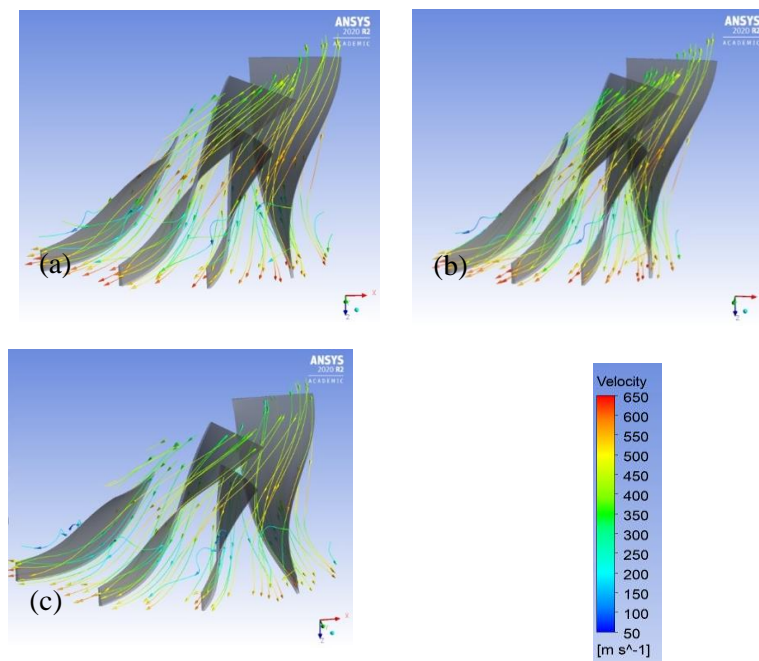 ANSYS
2020 R2
ACADEMIC
X
Z
(a)
ANSYS
2020 R2
ACADEMIC
Z
(b)
ANSYS
2020 R2
ACADEMIC
X
Z
(c)
Velocity
650
600
550
500
450
400
350
300
250
200
150
100
50
[m s^-1]